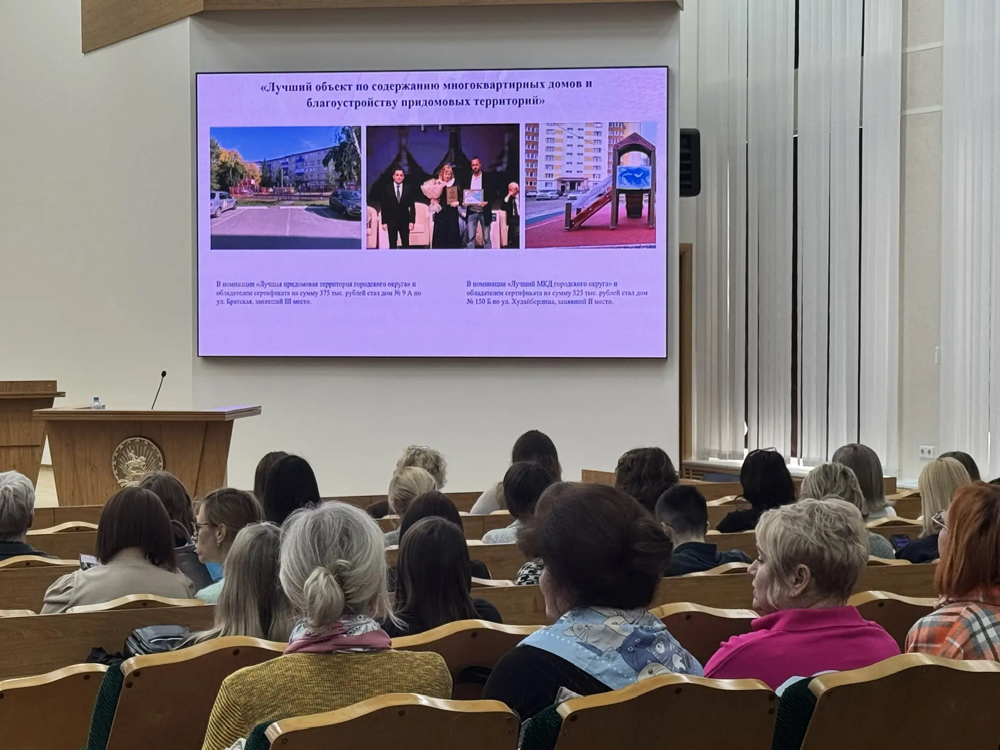 «Лучший объект по содержанию многоквартирных домов и
благоустройству придомовых территорий»
В номинации «Лучшая придомовая территория городского округа» и
обладателем сертификата на сумму 375 тыс. рублей стал дом № 9 А по
ул. Братская, занявший III место.
В номинации «Лучший МКД городского округа» и
обладателем сертификата на сумму 525 тыс. рублей стал дом
№ 150 Б по ул. Худайбердина, занявший II место.